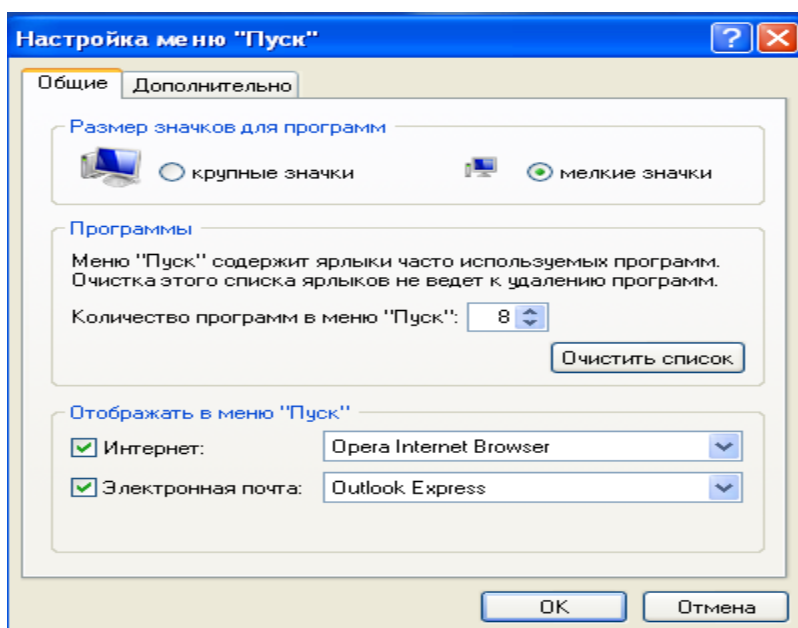 Настройка меню "Пуск"
Общие
Дополнительно
Размер значков для программ
крупные значки
мелкие значки
Программы
Меню "Пуск" содержит ярлыки часто используемых программ.
Очистка этого списка ярлыков не ведет к удалению программ.
Количество программ в меню "Пуск": 8
Очистить список
Отображать в меню "Пуск"
Интернет: Opera Internet Browser
Электронная почта: Outlook Express
OK
Отмена